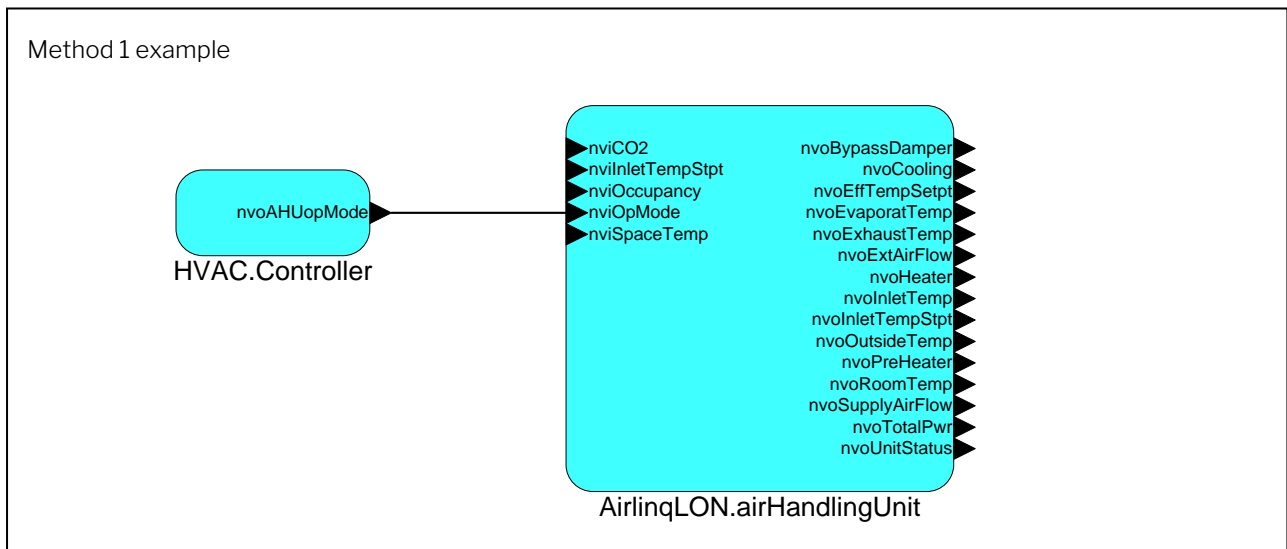 Method 1 example
nvoAHUopMode
HVAC.Controller
nviCO2
nviInletTempStpt
nviOccupancy
nviOpMode
nviSpaceTemp
nvoBypassDamper
nvoCooling
nvoEffTempSetpt
nvoEvaporatTemp
nvoExhaustTemp
nvoExtAirFlow
nvoHeater
nvoInletTemp
nvoInletTempStpt
nvoOutsideTemp
nvoPreHeater
nvoRoomTemp
nvoSupplyAirFlow
nvoTotalPwr
nvoUnitStatus
AirlinqLON.airHandlingUnit